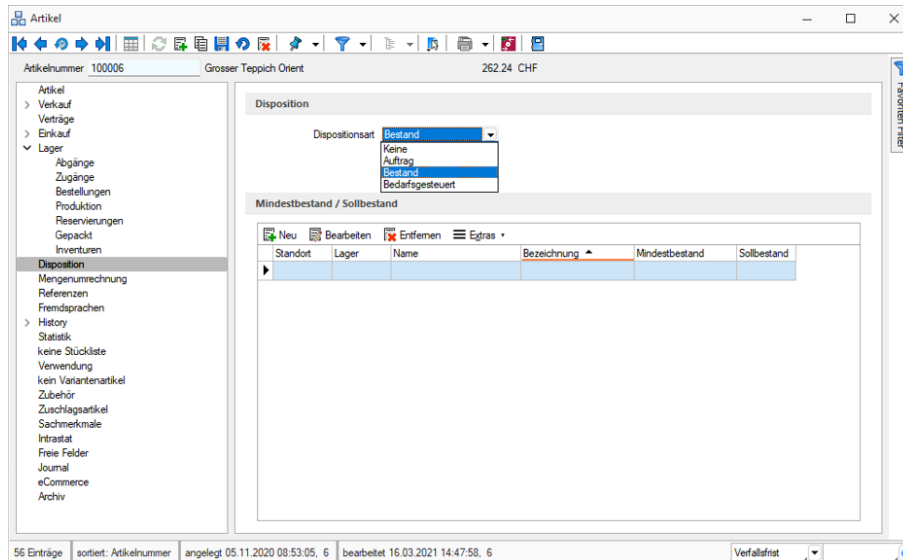 Artikel
Artikelnummer 100006 Grosser Teppich Orient 262.24 CHF
Favoriten Filter
Artikel
Verkauf
Verträge
Einkauf
Lager
Abgänge
Zugänge
Bestellungen
Produktion
Reservierungen
Gepackt
Inventuren
Disposition
Mengenumrechnung
Referenzen
Fremdsprachen
History
Statistik
keine Stückliste
Verwendung
kein Variantenartikel
Zubehör
Zuschlagsartikel
Sachmerkmale
Intrastat
Freie Felder
Journal
eCommerce
Archiv
Disposition
Dispositionsart Bestand
Keine
Auftrag
Bestand
Bedarfsgesteuert
Mindestbestand / Sollbestand
Neu Bearbeiten Entfernen Extras
Standort Lager Name Bezeichnung Mindestbestand Sollbestand
56 Einträge sortiert: Artikelnummer angelegt 05.11.2020 08:53:05, 6 bearbeitet 16.03.2021 14:47:58, 6 Verfallsfrist